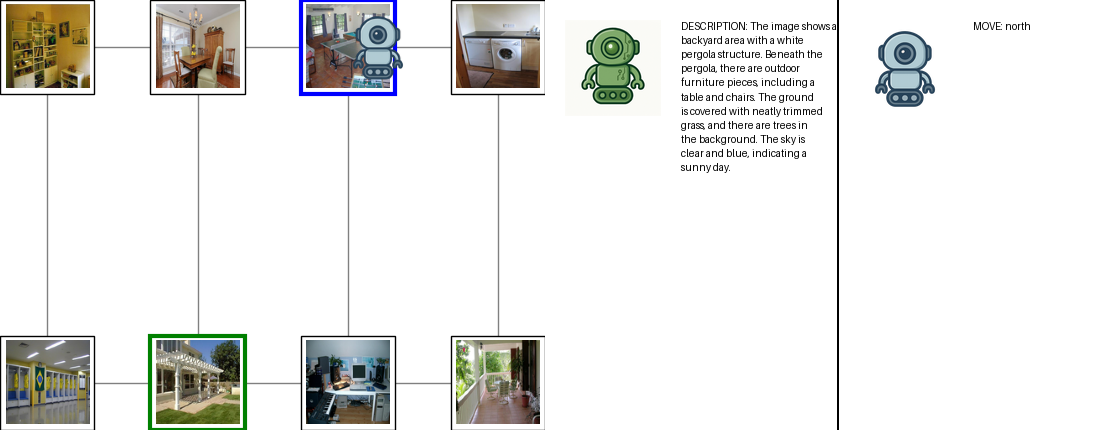 DESCRIPTION: The image shows a
backyard area with a white
pergola structure. Beneath the
pergola, there are outdoor
furniture pieces, including a
table and chairs. The ground
is covered with neatly trimmed
grass, and there are trees in
the background. The sky is
clear and blue, indicating a
sunny day.
MOVE: north